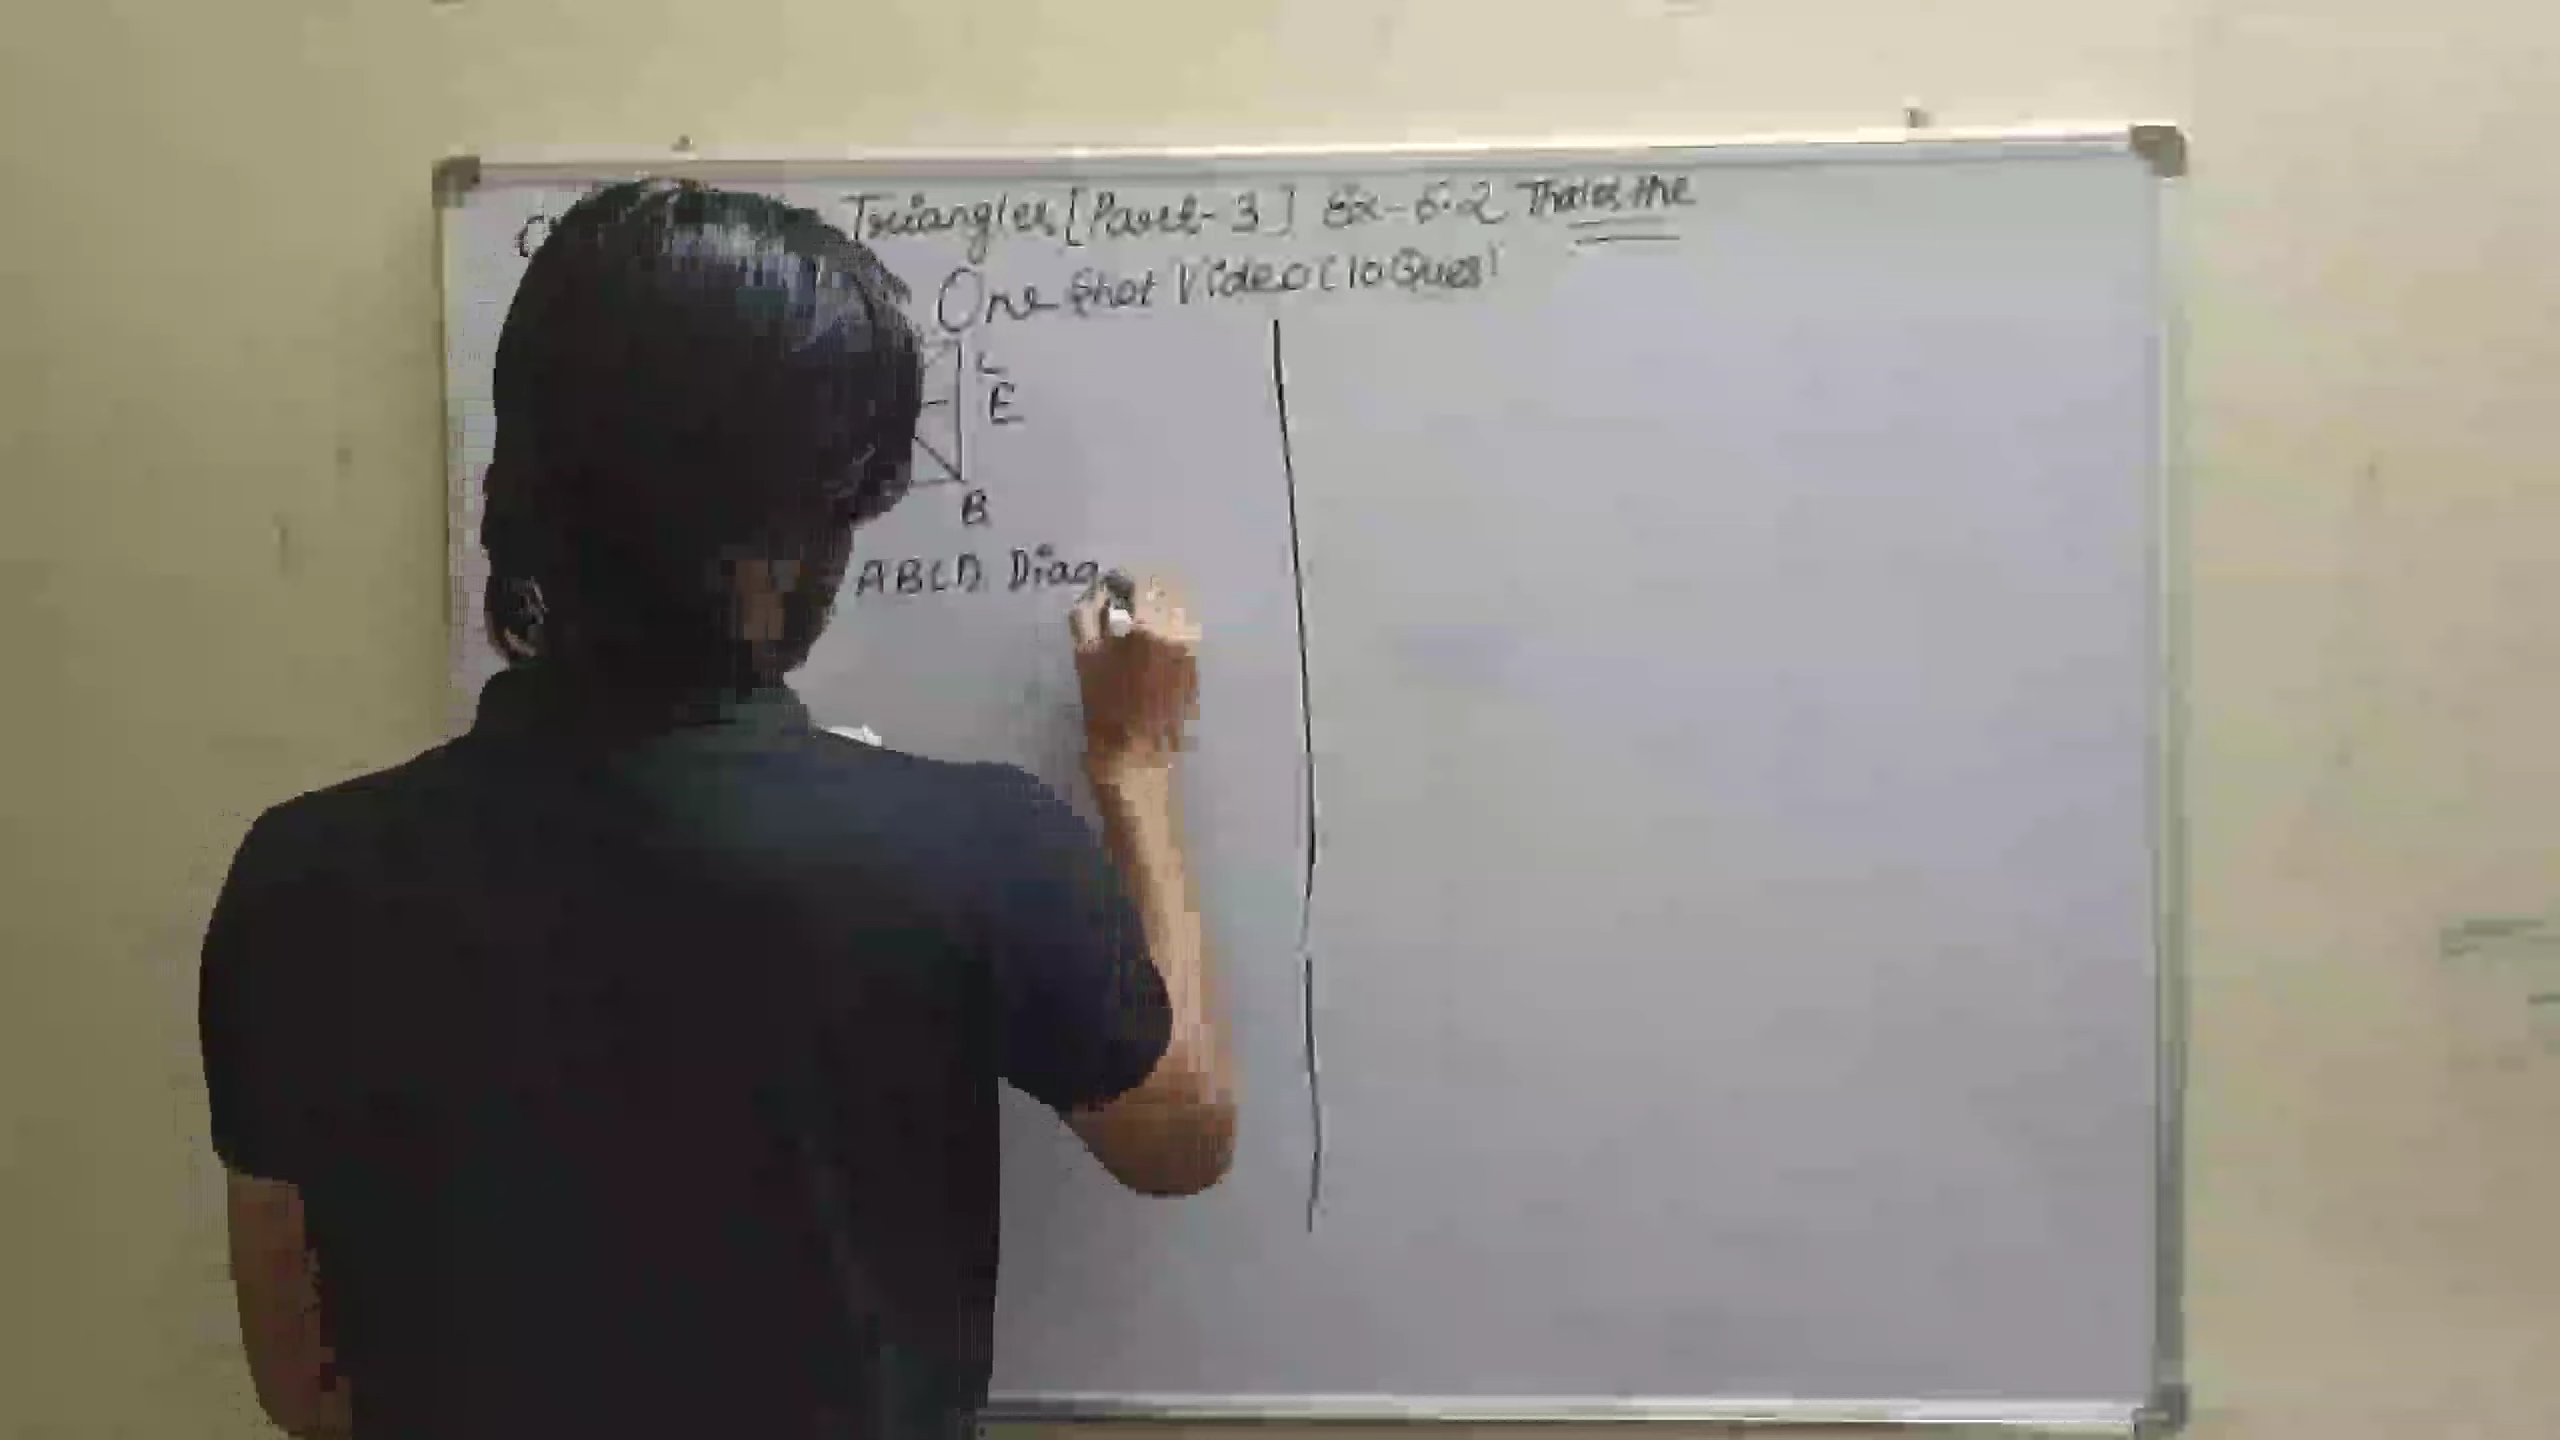 Triangles [Part-3] Ex-6.2 Thales the
One Shot Video (10 Ques
C
E
B
ABCD. Diag